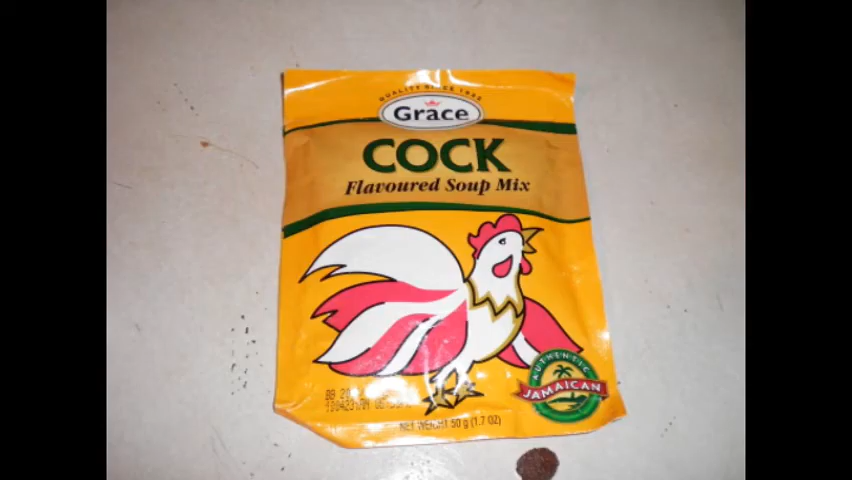 QUALITY SINCE 1922
Grace
COCK
Flavoured Soup Mix
AUTHENTIC
JAMAICAN
NET WEIGHT 50 g (1.7 OZ)